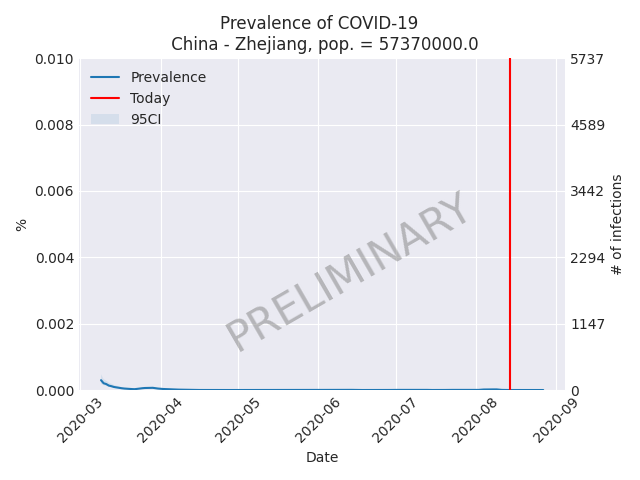 Prevalence of COVID-19
China - Zhejiang, pop. = 57370000.0
Prevalence
Today
95CI
0.010
0.008
0.006
0.004
0.002
0.000
%
5737
4589
3442
2294
1147
0
# of infections
PRELIMINARY
2020-03
2020-04
2020-05
2020-06
2020-07
2020-08
2020-09
Date